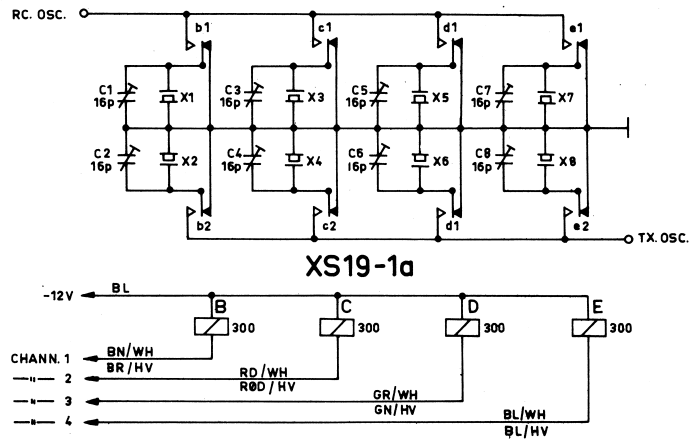 RC. OSC.
b1 c1 d1 e1
C1 16p X1 C3 16p X3 C5 16p X5 C7 16p X7
C2 16p X2 C4 16p X4 C6 16p X6 C8 16p X8
b2 c2 d1 e2
TX. OSC.
XS19-1a
-12V BL
B C D E
300 300 300 300
CHANN. 1 BN/WH
BR/HV
—"— 2 RD/WH
RØD/HV
—"— 3 GR/WH
GN/HV
—"— 4 BL/WH
BL/HV